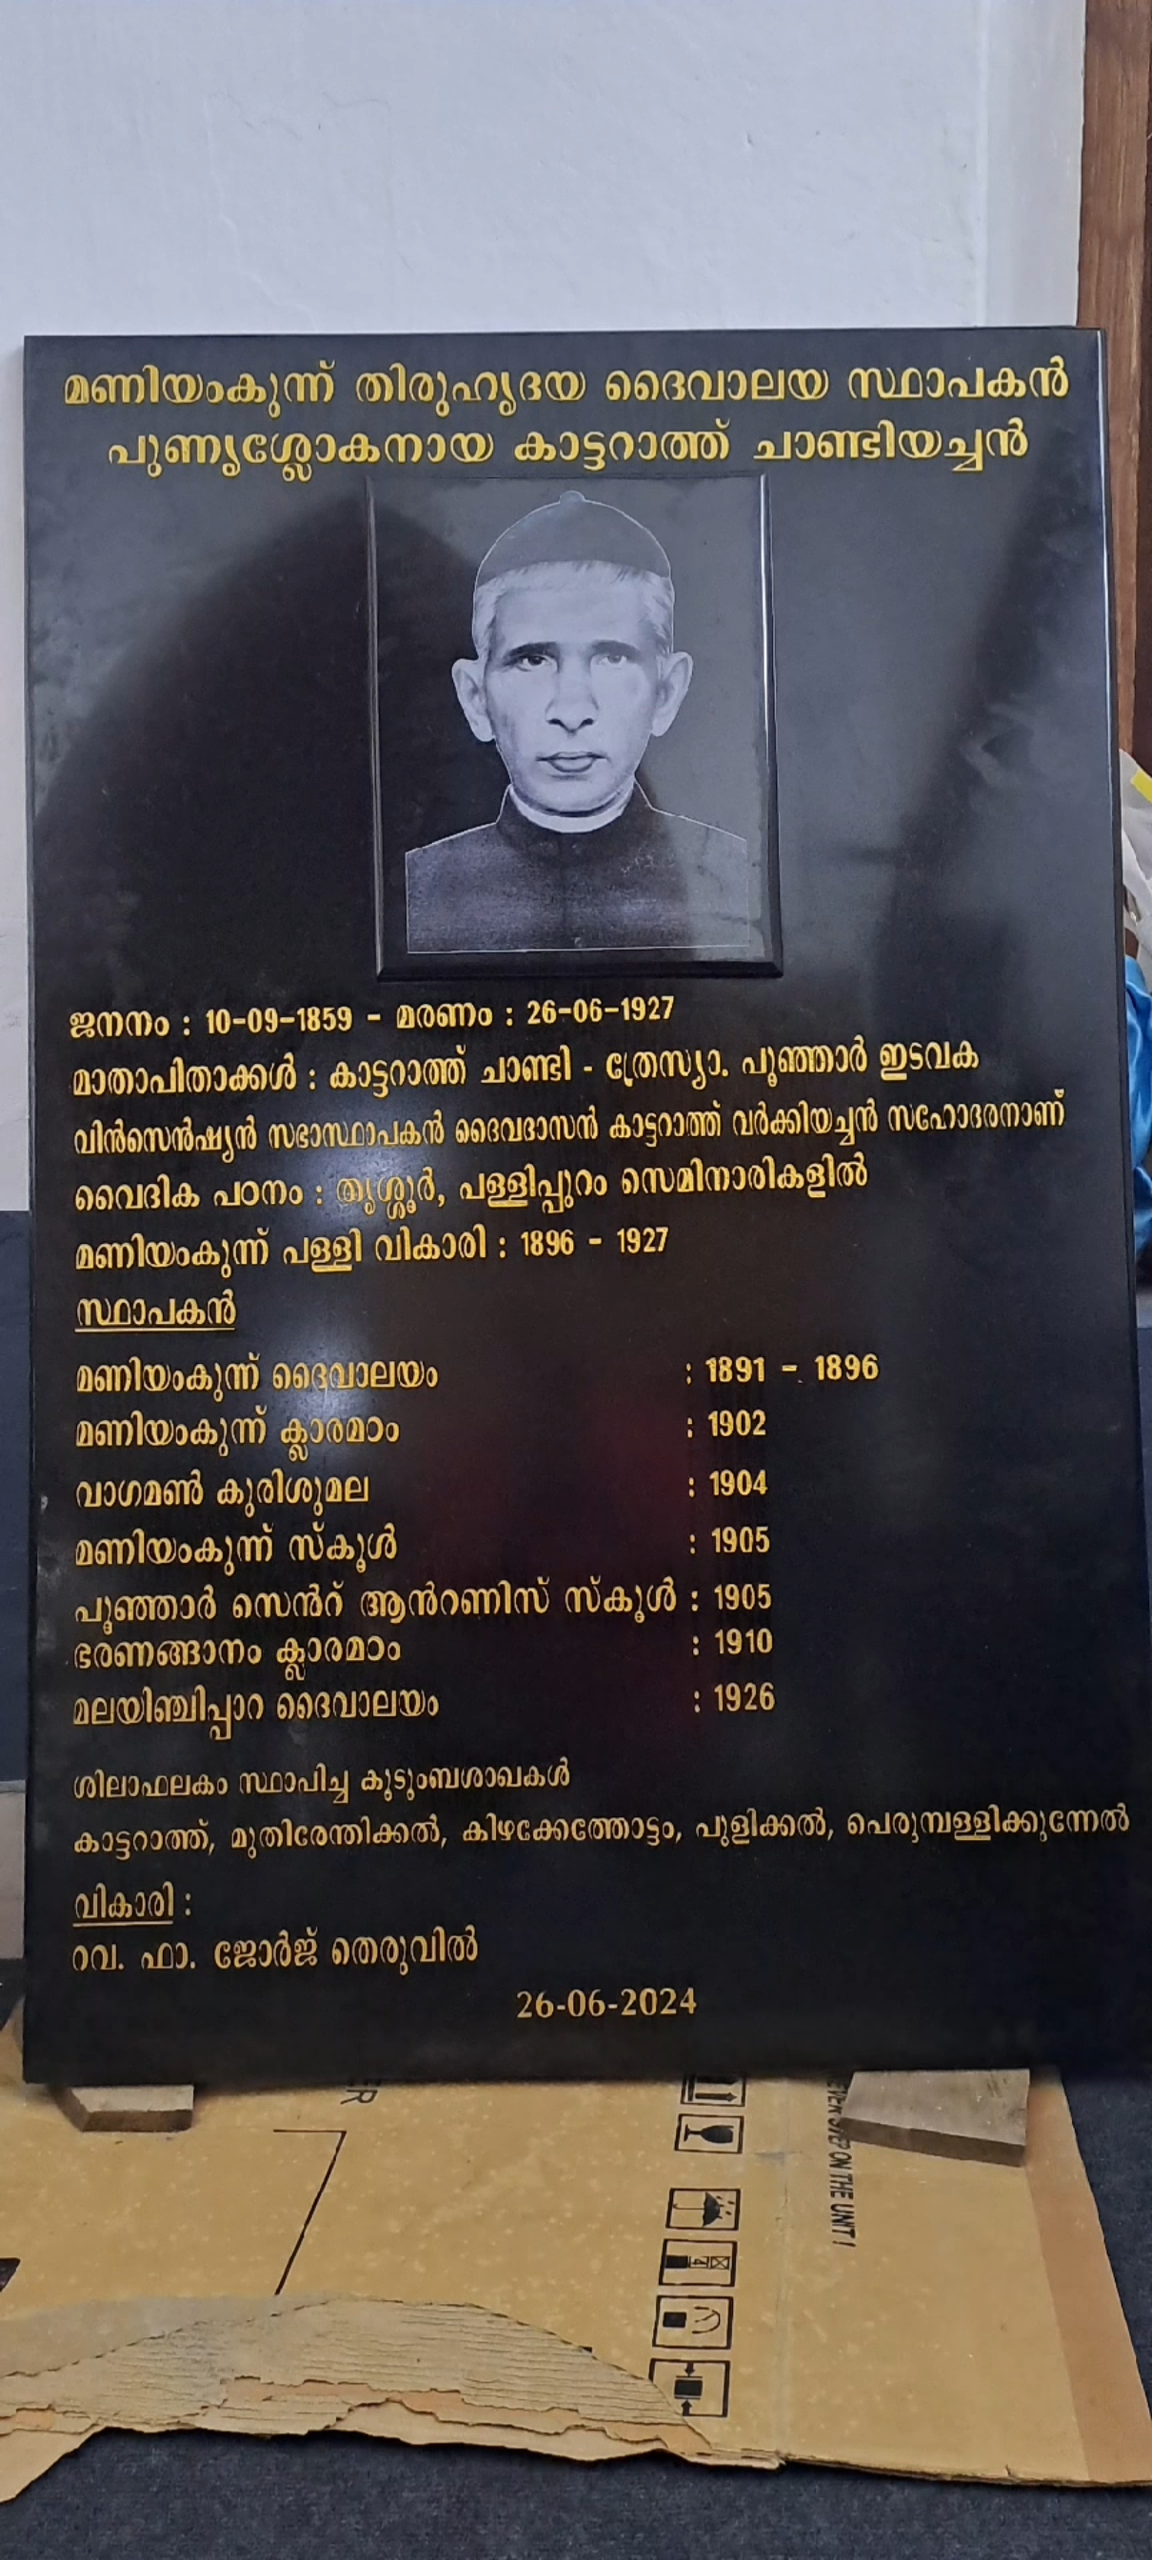 മണിയംകുന്ന് തിരുഹൃദയ ദൈവാലയ സ്ഥാപകൻ
പുണ്യശ്ലോകനായ കാട്ടറാത്ത് ചാണ്ടിയച്ചൻ
ജനനം : 10-09-1859 - മരണം : 26-06-1927
മാതാപിതാക്കൾ : കാട്ടറാത്ത് ചാണ്ടി - ത്രേസ്യാ. പൂഞ്ഞാർ ഇടവക
വിൻസെൻഷ്യൻ സഭാസ്ഥാപകൻ ദൈവദാസൻ കാട്ടറാത്ത് വർക്കിയച്ചൻ സഹോദരനാണ്
വൈദിക പഠനം : തൃശ്ശൂർ, പള്ളിപ്പുറം സെമിനാരികളിൽ
മണിയംകുന്ന് പള്ളി വികാരി : 1896 - 1927
സ്ഥാപകൻ
മണിയംകുന്ന് ദൈവാലയം : 1891 - 1896
മണിയംകുന്ന് ക്ലാരമഠം : 1902
വാഗമൺ കുരിശുമല : 1904
മണിയംകുന്ന് സ്കൂൾ : 1905
പൂഞ്ഞാർ സെൻറ് ആൻറണിസ് സ്കൂൾ : 1905
ഭരണങ്ങാനം ക്ലാരമഠം : 1910
മലയിഞ്ചിപ്പാറ ദൈവാലയം : 1926
ശിലാഫലകം സ്ഥാപിച്ച കുടുംബശാഖകൾ
കാട്ടറാത്ത്, മുതിരേന്തിക്കൽ, കിഴക്കേത്തോട്ടം, പുളിക്കൽ, പെരുമ്പള്ളിക്കുന്നേൽ
വികാരി :
റവ. ഫാ. ജോർജ് തെരുവിൽ
26-06-2024
ON THE UNIT !